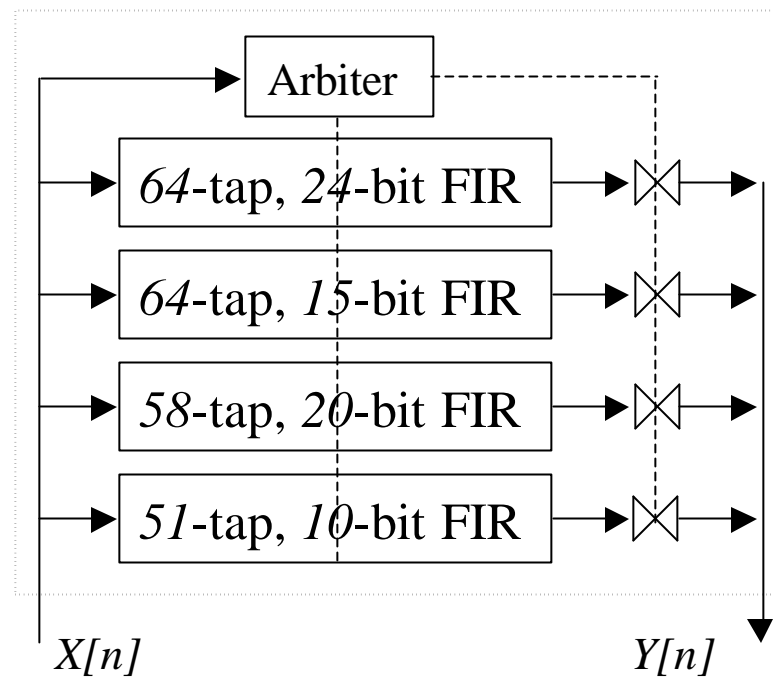 Arbiter
64-tap, 24-bit FIR
64-tap, 15-bit FIR
58-tap, 20-bit FIR
51-tap, 10-bit FIR
X[n]
Y[n]